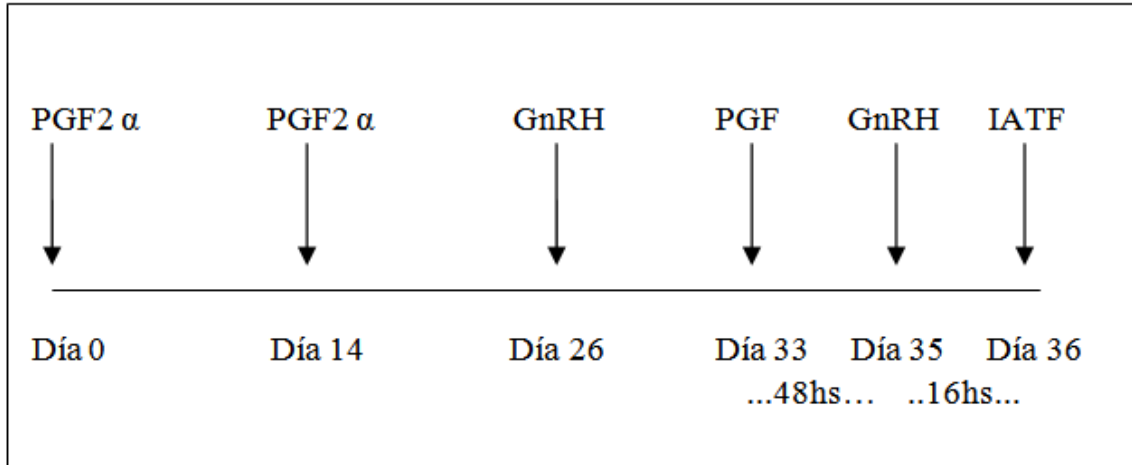 PGF2 α PGF2 α GnRH PGF GnRH IATF
Día 0 Día 14 Día 26 Día 33 Día 35 Día 36
...48hs… ..16hs...